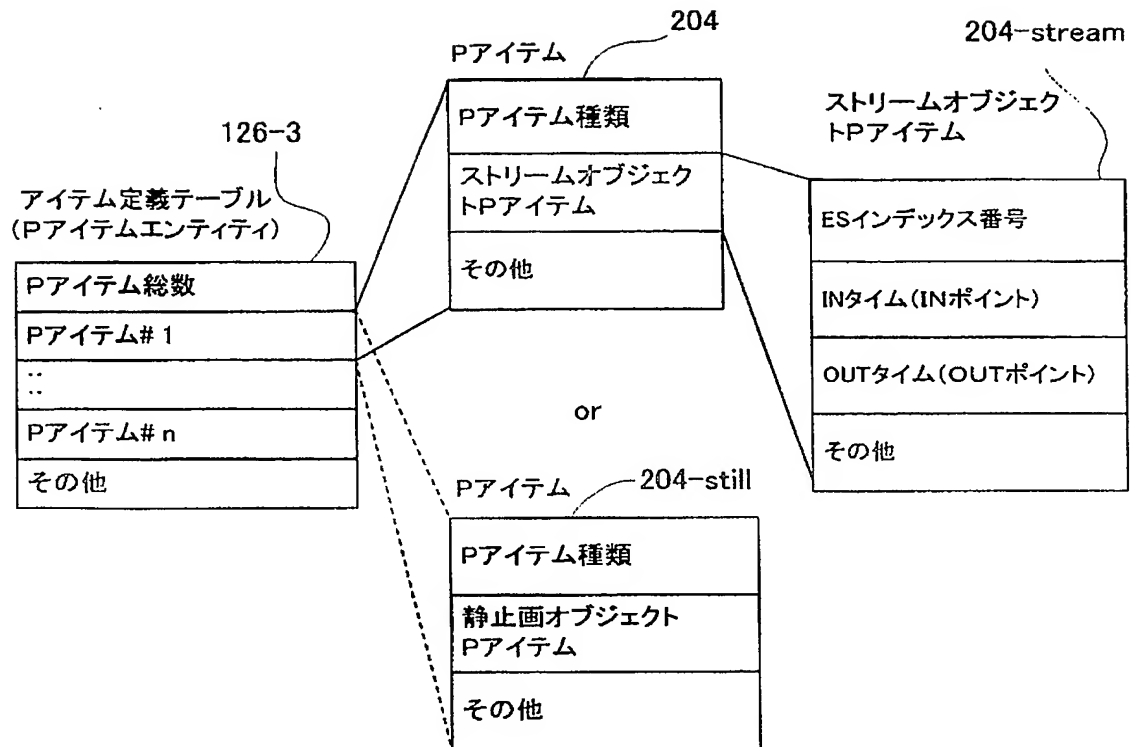 126-3
アイテム定義テーブル
(Pアイテムエンティティ)
Pアイテム総数
Pアイテム#1
::
Pアイテム#n
その他
204
Pアイテム
Pアイテム種類
ストリームオブジェク
トPアイテム
その他
204-stream
ストリームオブジェク
トPアイテム
ESインデックス番号
INタイム(INポイント)
OUTタイム(OUTポイント)
その他
or
204-still
Pアイテム
Pアイテム種類
静止画オブジェクト
Pアイテム
その他